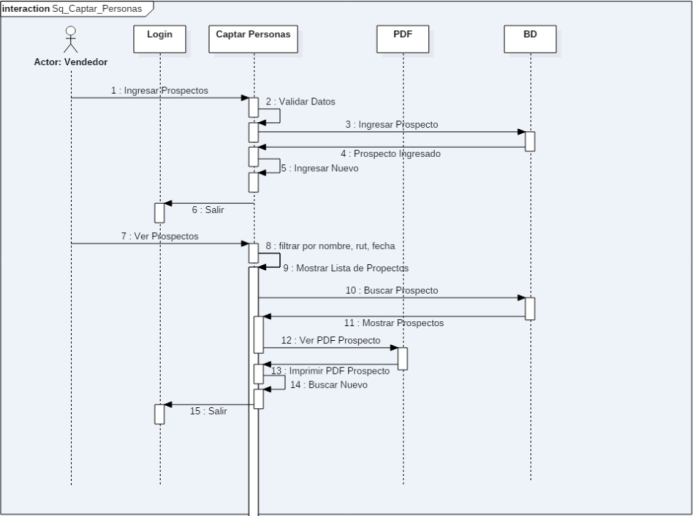 interaction Sq_Captar_Personas
Login
Captar Personas
PDF
BD
Actor: Vendedor
1 : Ingresar Prospectos
2 : Validar Datos
3 : Ingresar Prospecto
4 : Prospecto Ingresado
5 : Ingresar Nuevo
6 : Salir
7 : Ver Prospectos
8 : filtrar por nombre, rut, fecha
9 : Mostrar Lista de Propectos
10 : Buscar Prospecto
11 : Mostrar Prospectos
12 : Ver PDF Prospecto
13 : Imprimir PDF Prospecto
14 : Buscar Nuevo
15 : Salir